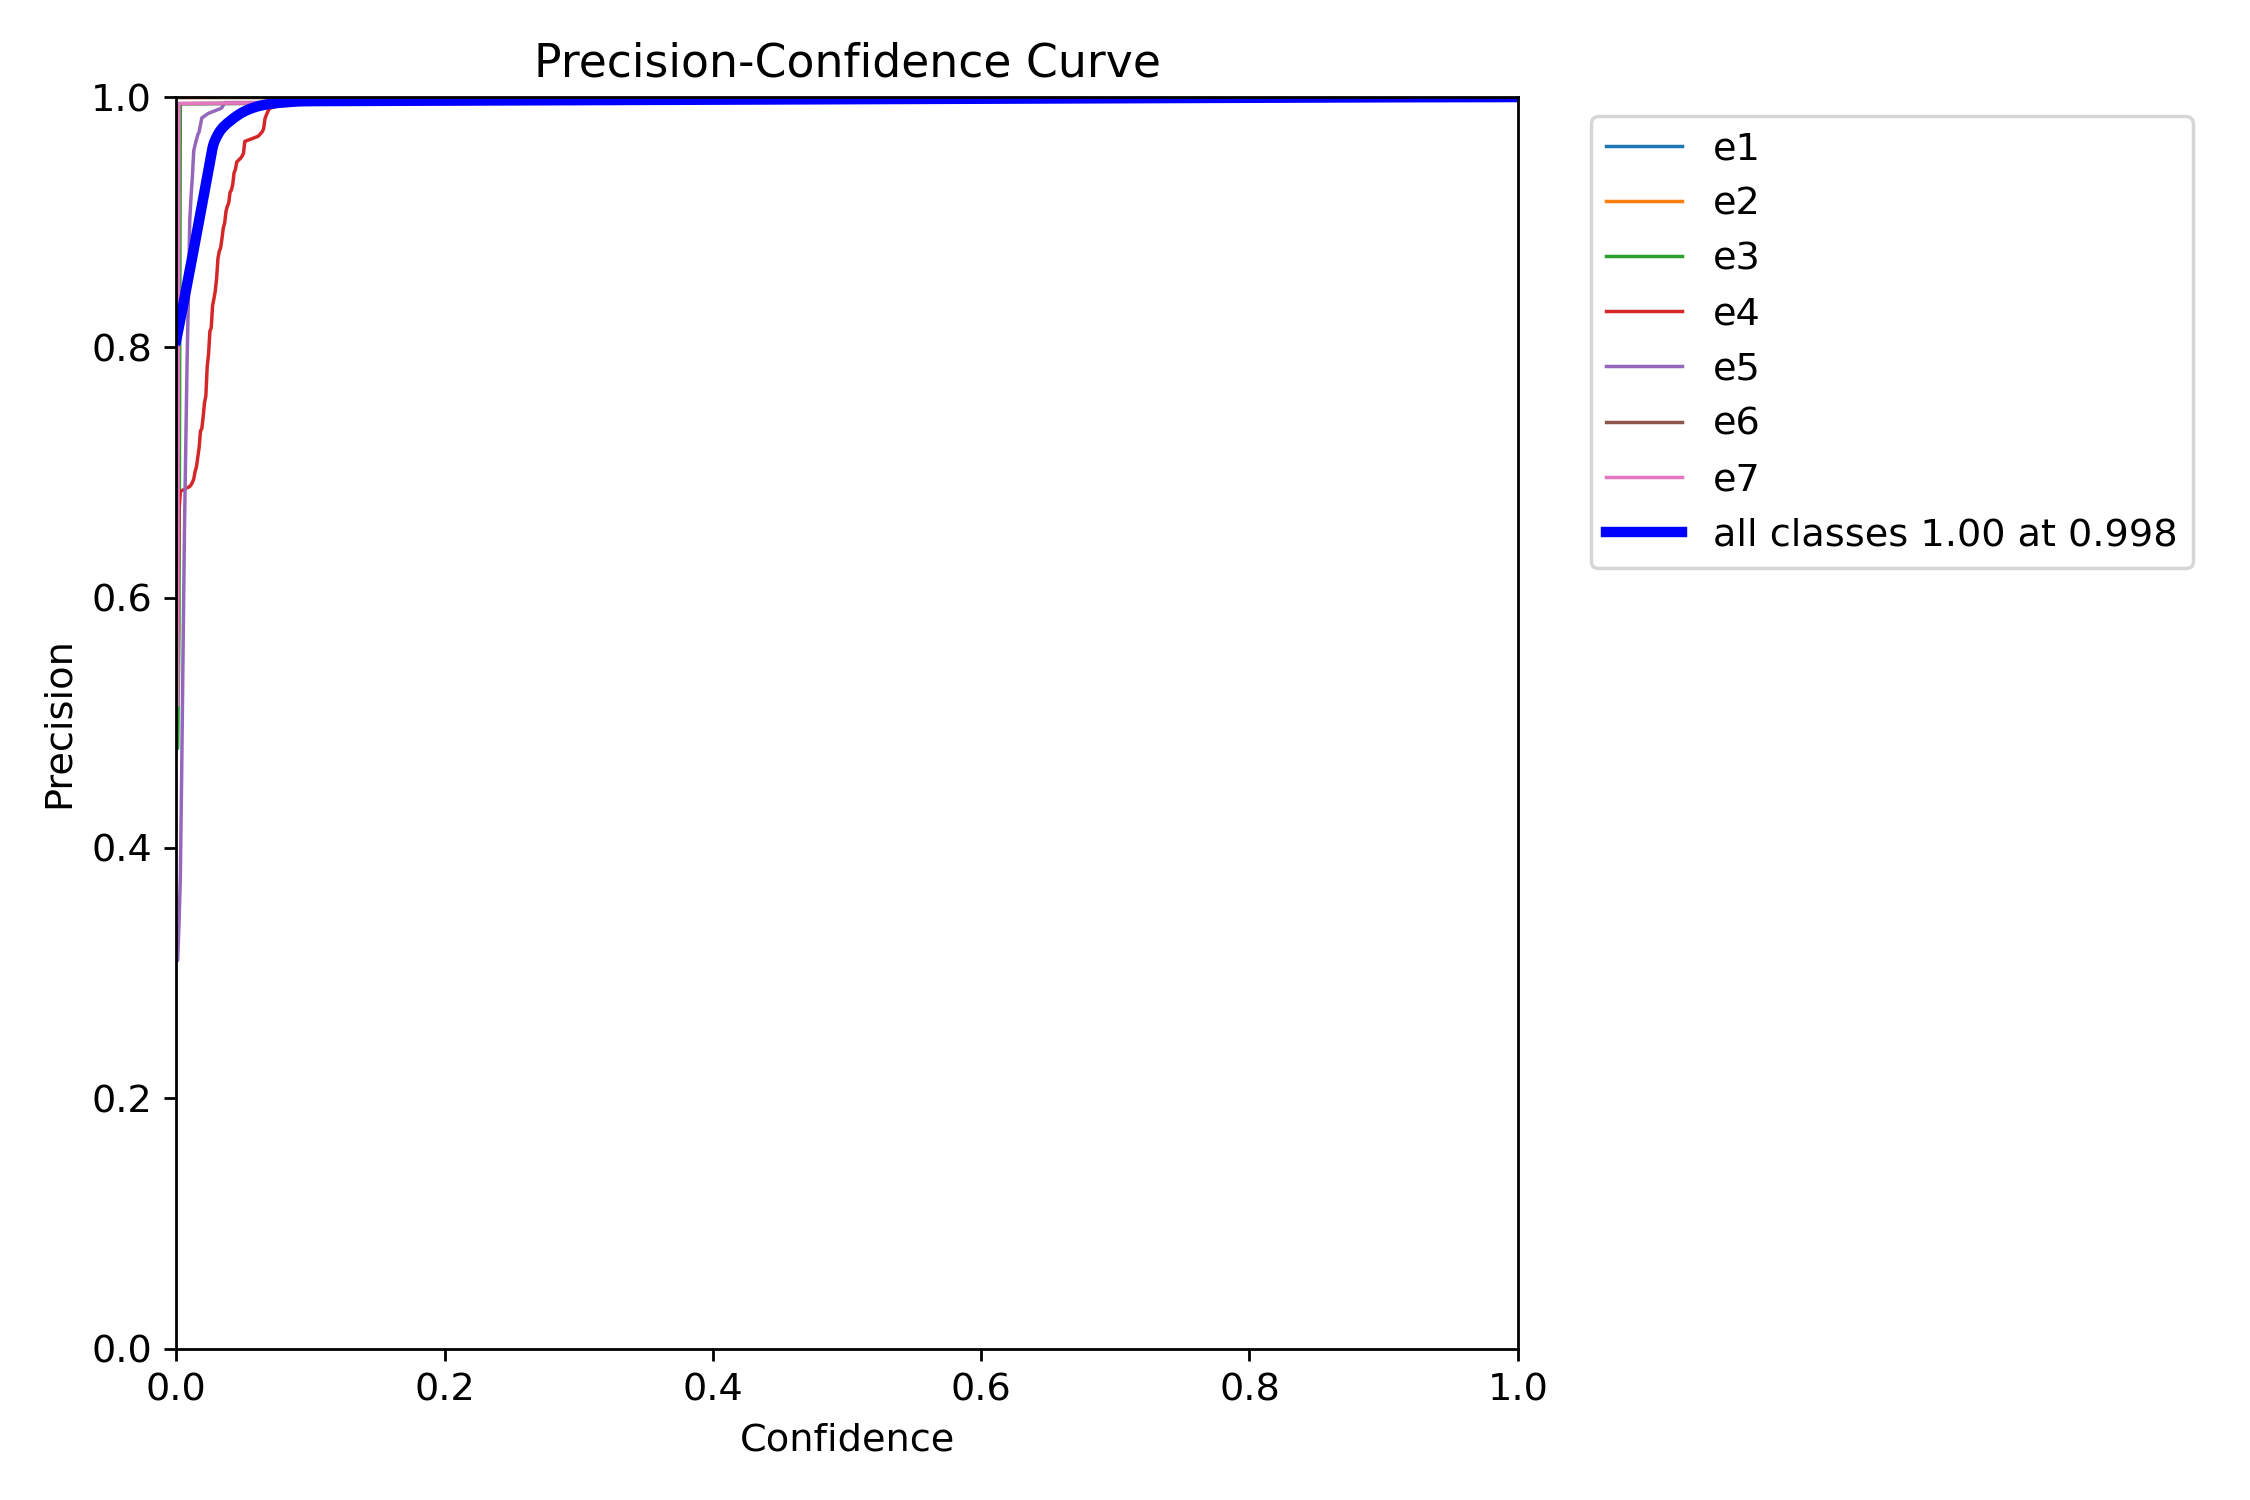 Precision-Confidence Curve
1.0
0.8
0.6
0.4
0.2
0.0
Precision
0.0 0.2 0.4 0.6 0.8 1.0
Confidence
e1
e2
e3
e4
e5
e6
e7
all classes 1.00 at 0.998